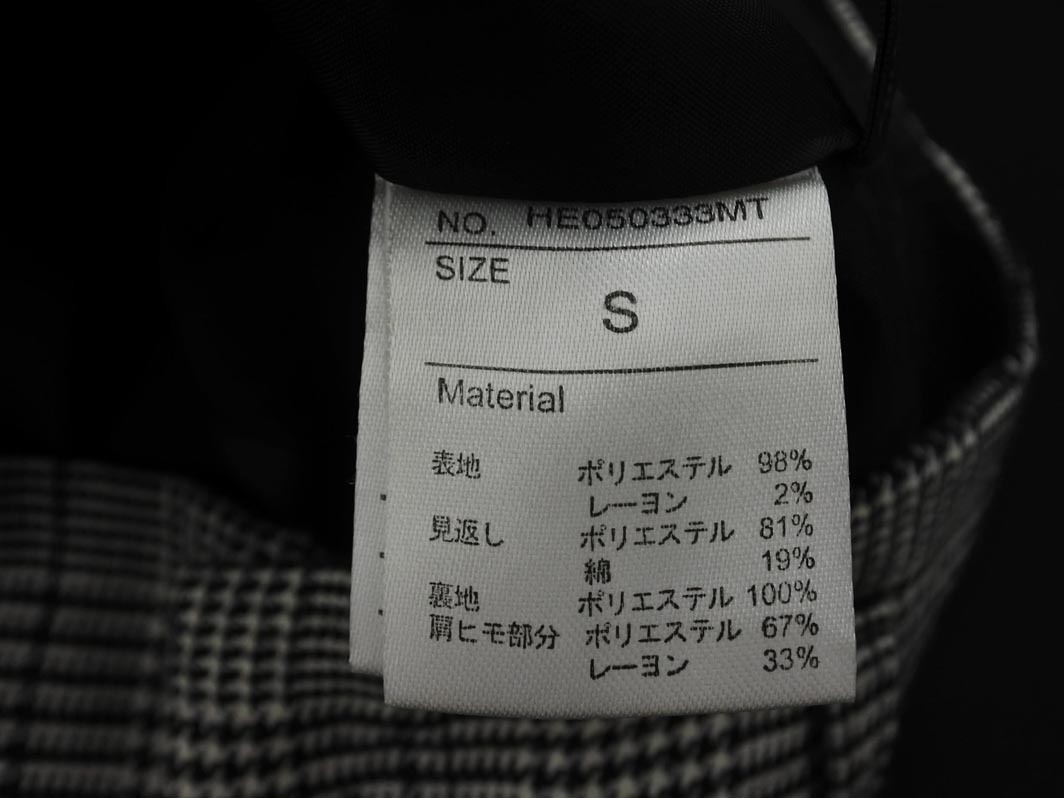 NO. HE050333MT
SIZE
S
Material
表地 ポリエステル 98%
レーヨン 2%
見返し ポリエステル 81%
綿 19%
裏地 ポリエステル 100%
肩ヒモ部分 ポリエステル 67%
レーヨン 33%